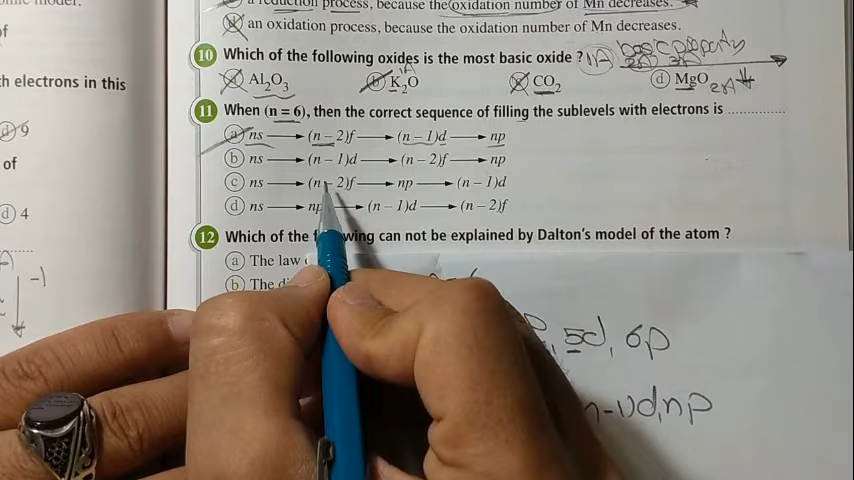 a reduction process, because the oxidation number of Mn decreases.
d an oxidation process, because the oxidation number of Mn decreases.
10 Which of the following oxides is the most basic oxide ?
1A basic property
2A 3A
a Al₂O₃ b K₂O 1A c CO₂ d MgO 2A
h electrons in this
11 When (n = 6), then the correct sequence of filling the sublevels with electrons is
a ns → (n – 2)f → (n – 1)d → np
d 9
b ns → (n – 1)d → (n – 2)f → np
of
c ns → (n – 2)f → np → (n – 1)d
d ns → np → (n – 1)d → (n – 2)f
d 4
12 Which of the following can not be explained by Dalton's model of the atom ?
a The law
b The
-1
5d, 6p
n-1)d, np